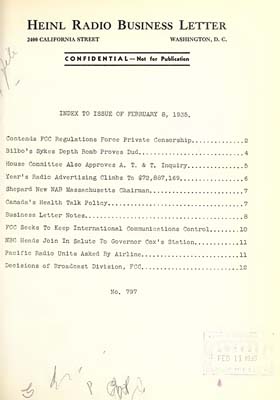 HEINL RADIO BUSINESS LETTER
2400 CALIFORNIA STREET WASHINGTON, D. C.
CONFIDENTIAL—Not for Publication
INDEX TO ISSUE OF FEBRUARY 8, 1935.
Contends FCC Regulations Force Private Censorship............2
Bilbo's Sykes Depth Bomb Proves Dud..........................4
House Committee Also Approves A. T. & T. Inquiry.............5
Year's Radio Advertising Climbs To $72,887,169...............6
Shepard New NAB Massachusetts Chairman.......................7
Canada's Health Talk Policy..................................7
Business Letter Notes........................................8
FCC Seeks To Keep International Communications Control......10
NBC Heads Join In Salute To Governor Cox's Station..........11
Pacific Radio Units Asked By Airline........................11
Decisions of Broadcast Division, FCC........................12
No. 797
FEB 11 1935